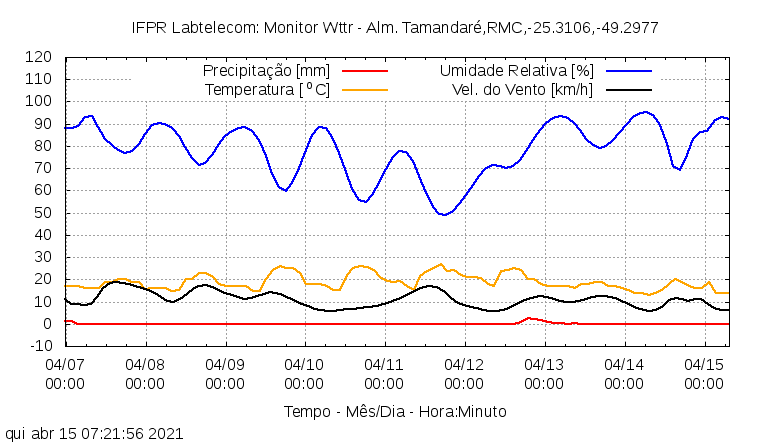 IFPR Labtelecom: Monitor Wttr - Alm. Tamandaré,RMC,-25.3106,-49.2977
Precipitação [mm]
Temperatura [ ⁰C]
Umidade Relativa [%]
Vel. do Vento [km/h]
120
110
100
90
80
70
60
50
40
30
20
10
0
-10
04/07 04/08 04/09 04/10 04/11 04/12 04/13 04/14 04/15
00:00 00:00 00:00 00:00 00:00 00:00 00:00 00:00 00:00
Tempo - Mês/Dia - Hora:Minuto
qui abr 15 07:21:56 2021